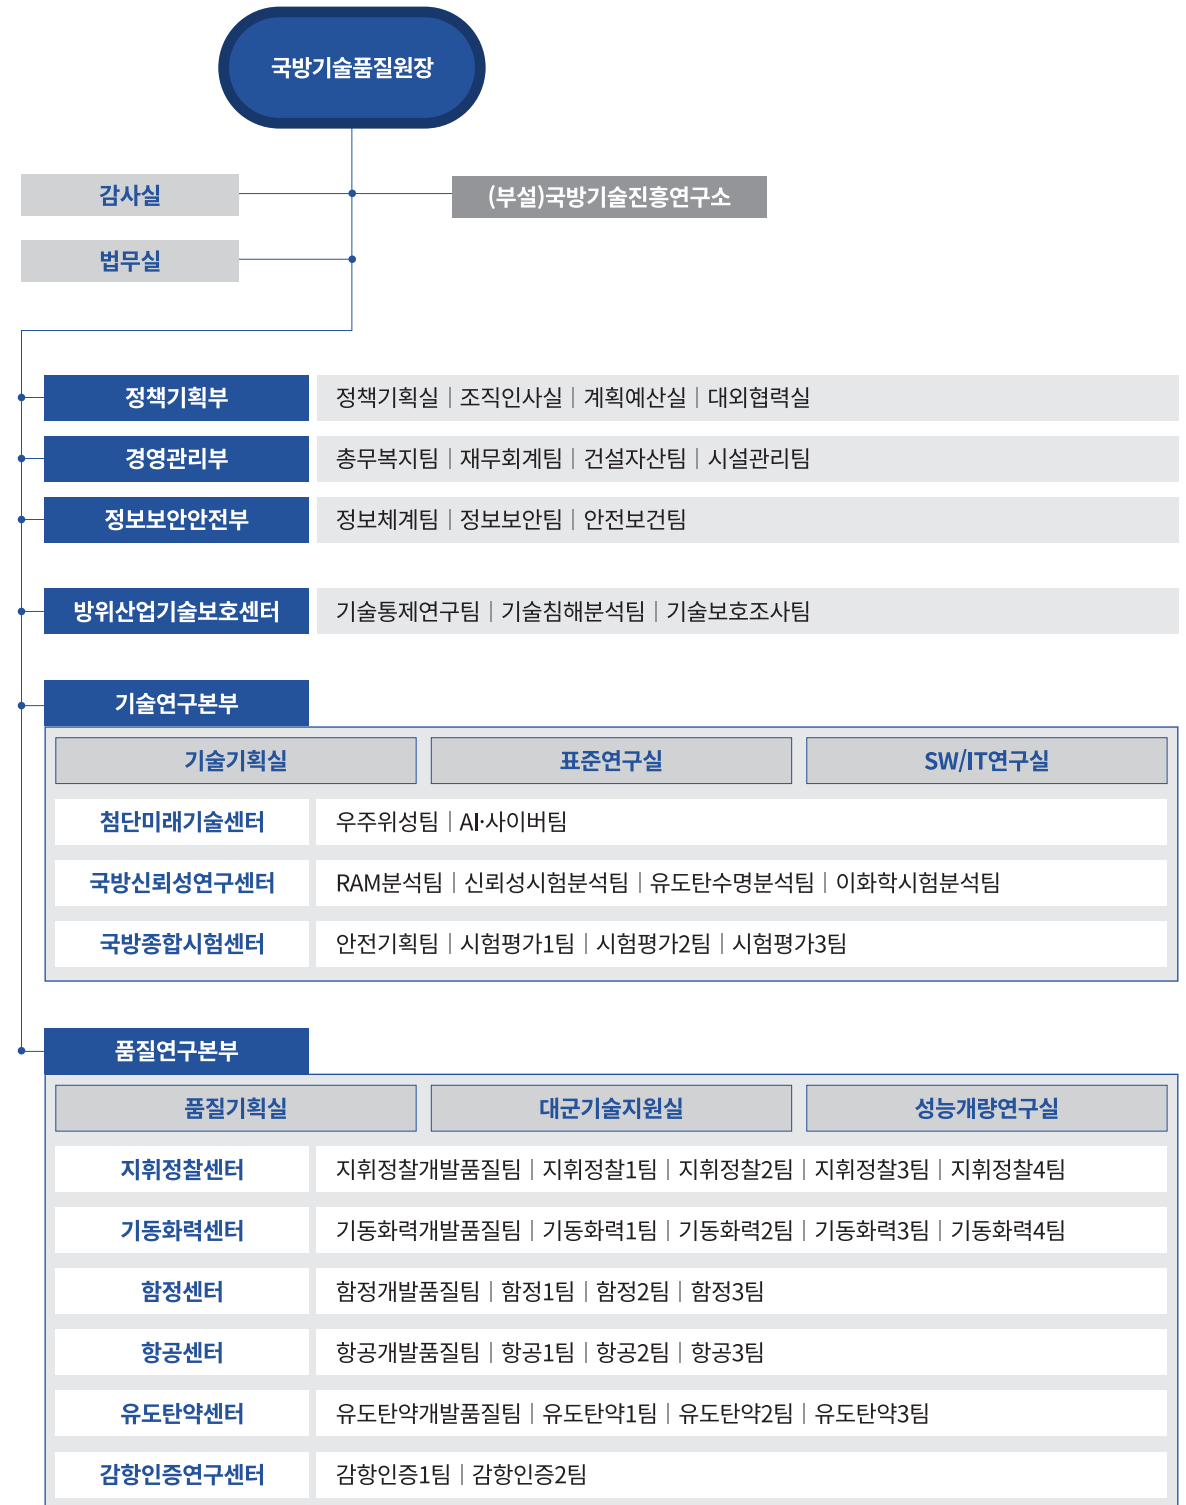 국방기술품질원장
감사실
(부설)국방기술진흥연구소
법무실
정책기획부
정책기획실 | 조직인사실 | 계획예산실 | 대외협력실
경영관리부
총무복지팀 | 재무회계팀 | 건설자산팀 | 시설관리팀
정보보안안전부
정보체계팀 | 정보보안팀 | 안전보건팀
방위산업기술보호센터
기술통제연구팀 | 기술침해분석팀 | 기술보호조사팀
기술연구본부
기술기획실
표준연구실
SW/IT연구실
첨단미래기술센터
우주위성팀 | AI·사이버팀
국방신뢰성연구센터
RAM분석팀 | 신뢰성시험분석팀 | 유도탄수명분석팀 | 이화학시험분석팀
국방종합시험센터
안전기획팀 | 시험평가1팀 | 시험평가2팀 | 시험평가3팀
품질연구본부
품질기획실
대군기술지원실
성능개량연구실
지휘정찰센터
지휘정찰개발품질팀 | 지휘정찰1팀 | 지휘정찰2팀 | 지휘정찰3팀 | 지휘정찰4팀
기동화력센터
기동화력개발품질팀 | 기동화력1팀 | 기동화력2팀 | 기동화력3팀 | 기동화력4팀
함정센터
함정개발품질팀 | 함정1팀 | 함정2팀 | 함정3팀
항공센터
항공개발품질팀 | 항공1팀 | 항공2팀 | 항공3팀
유도탄약센터
유도탄약개발품질팀 | 유도탄약1팀 | 유도탄약2팀 | 유도탄약3팀
감항인증연구센터
감항인증1팀 | 감항인증2팀